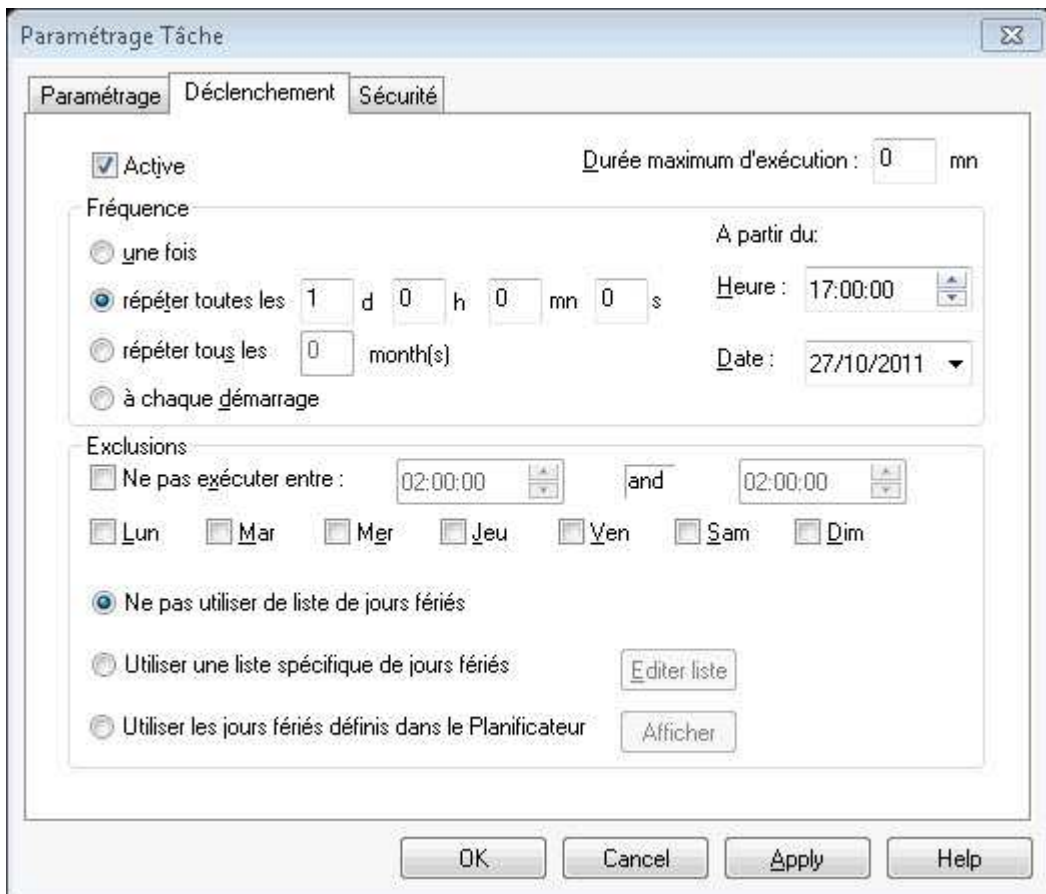 Paramétrage Tâche
Paramétrage Déclenchement Sécurité
Active Durée maximum d'exécution : 0 mn
Fréquence
A partir du:
une fois
répéter toutes les 1 d 0 h 0 mn 0 s Heure : 17:00:00
répéter tous les 0 month(s) Date : 27/10/2011
à chaque démarrage
Exclusions
Ne pas exécuter entre : 02:00:00 and 02:00:00
Lun Mar Mer Jeu Ven Sam Dim
Ne pas utiliser de liste de jours fériés
Utiliser une liste spécifique de jours fériés Editer liste
Utiliser les jours fériés définis dans le Planificateur Afficher
OK Cancel Apply Help